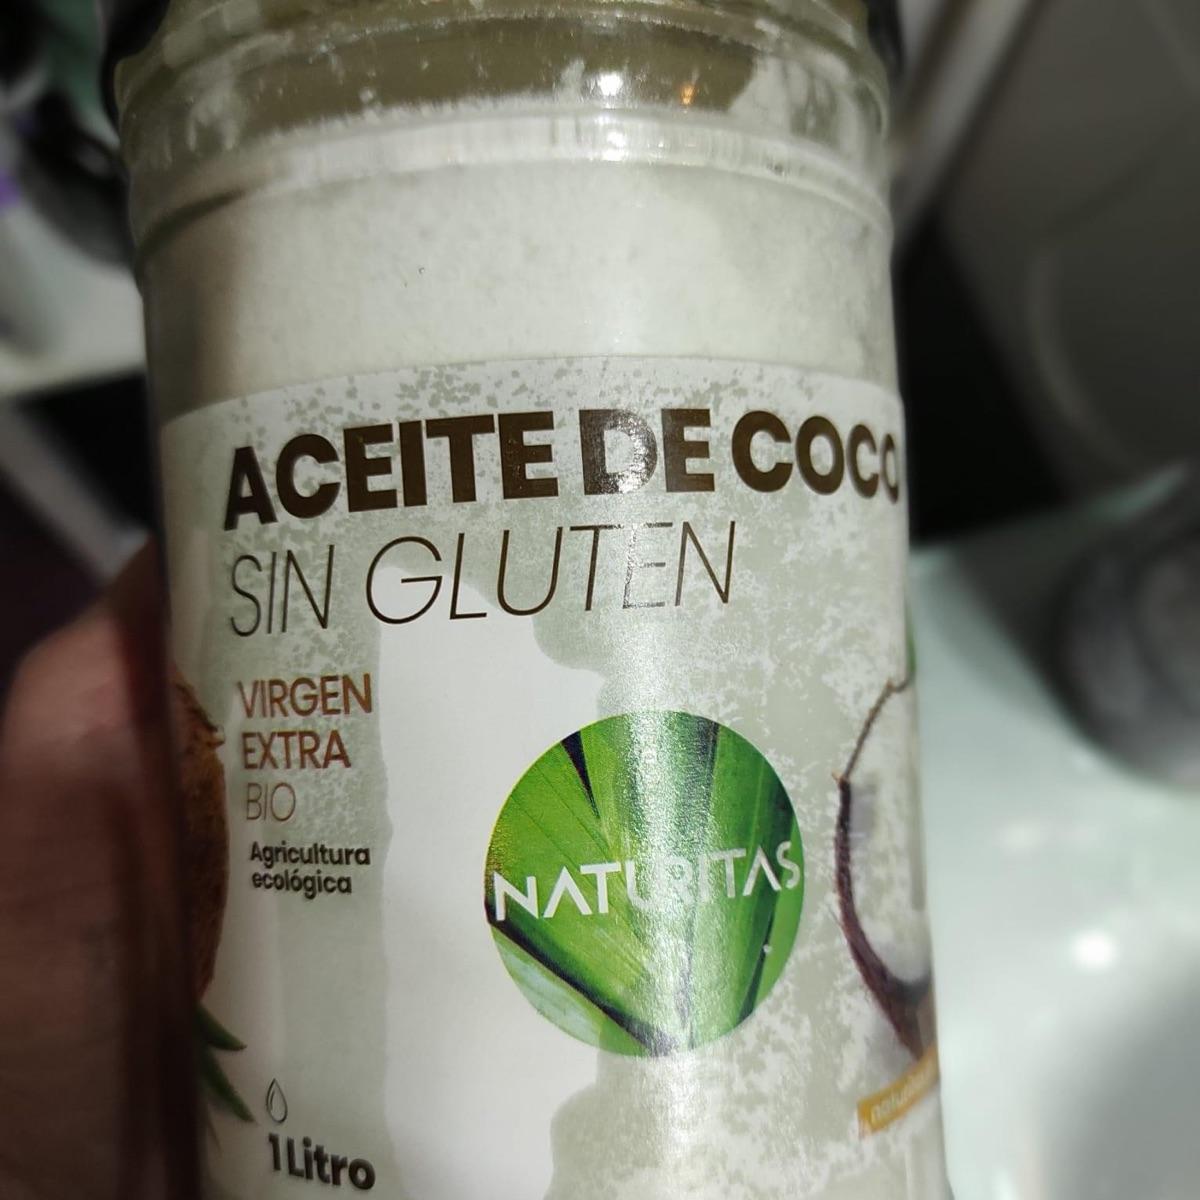 ACEITE DE COCO
SIN GLUTEN
VIRGEN
EXTRA
BIO
Agricultura
ecológica
NATURITAS
1 Litro